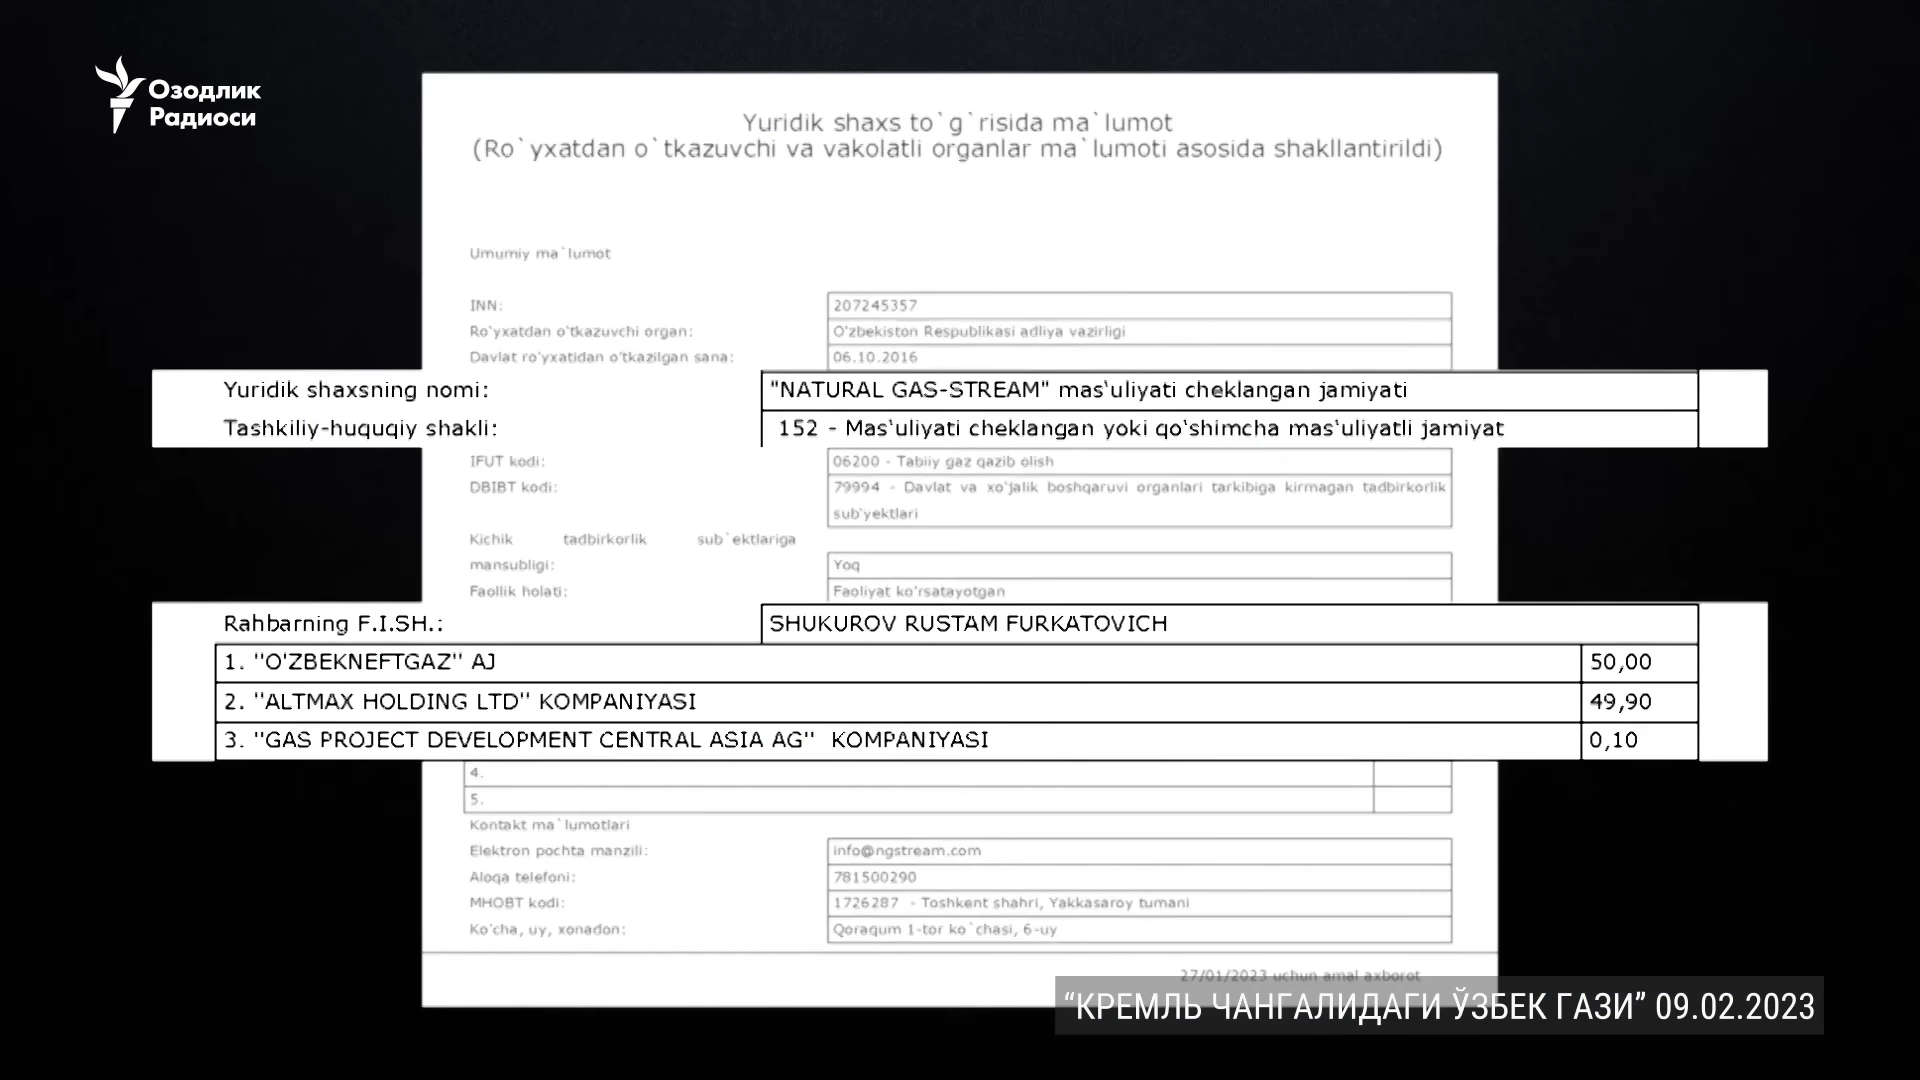 Озодлик
Радиоси
Yuridik shaxs to`g`risida ma`lumot
(Ro`yxatdan o`tkazuvchi va vakolatli organlar ma`lumoti asosida shakllantirildi)
Umumiy ma`lumot
INN: 207245357
Ro'yxatdan o'tkazuvchi organ: O'zbekiston Respublikasi adliya vazirligi
Davlat ro'yxatidan o'tkazilgan sana: 06.10.2016
Yuridik shaxsning nomi: "NATURAL GAS-STREAM" mas'uliyati cheklangan jamiyati
Tashkiliy-huquqiy shakli: 152 - Mas'uliyati cheklangan yoki qo'shimcha mas'uliyatli jamiyat
IFUT kodi: 06200 - Tabiiy gaz qazib olish
DBIBT kodi: 79994 - Davlat va xo'jalik boshqaruvi organlari tarkibiga kirmagan tadbirkorlik
sub'yektlari
Kichik tadbirkorlik sub`ektlariga
mansubligi: Yoq
Faollik holati: Faoliyat ko'rsatayotgan
Rahbarning F.I.SH.: SHUKUROV RUSTAM FURKATOVICH
1. "O'ZBEKNEFTGAZ" AJ 50,00
2. "ALTMAX HOLDING LTD" KOMPANIYASI 49,90
3. "GAS PROJECT DEVELOPMENT CENTRAL ASIA AG" KOMPANIYASI 0,10
4.
5.
Kontakt ma`lumotlari
Elektron pochta manzili: info@ngstream.com
Aloqa telefoni: 781500290
MHOBT kodi: 1726287 - Toshkent shahri, Yakkasaroy tumani
Ko'cha, uy, xonadon: Qoraqum 1-tor ko`chasi, 6-uy
27/01/2023 uchun amal axborot
“КРЕМЛЬ ЧАНГАЛИДАГИ ЎЗБЕК ГАЗИ” 09.02.2023